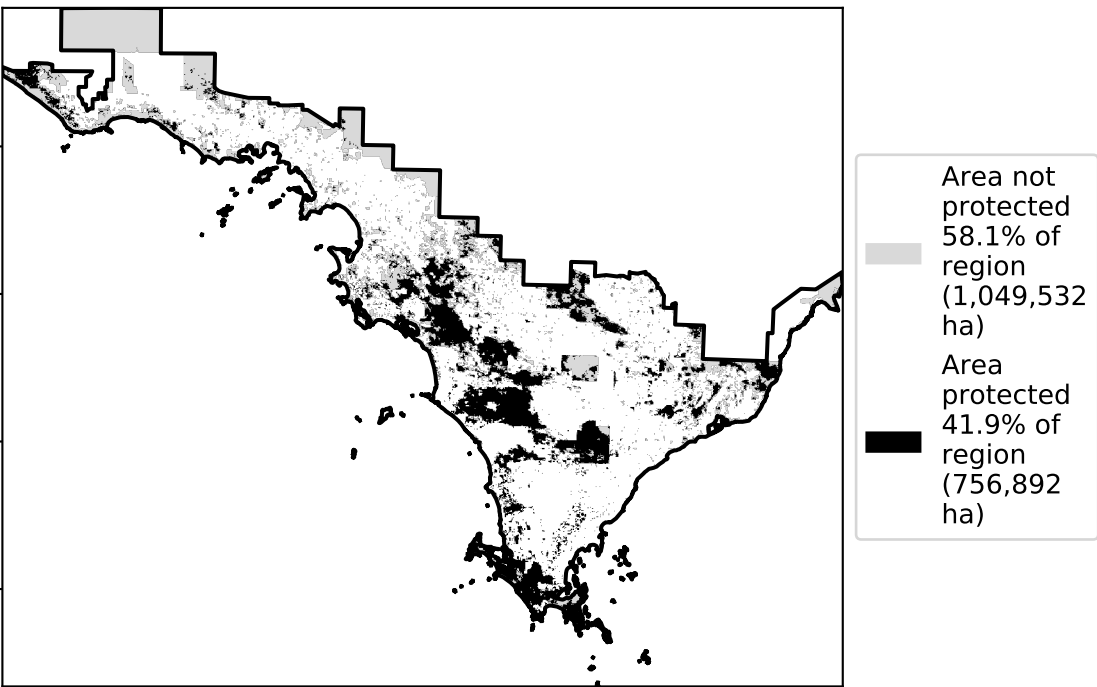 Area not
protected
58.1% of
region
(1,049,532
ha)
Area
protected
41.9% of
region
(756,892
ha)